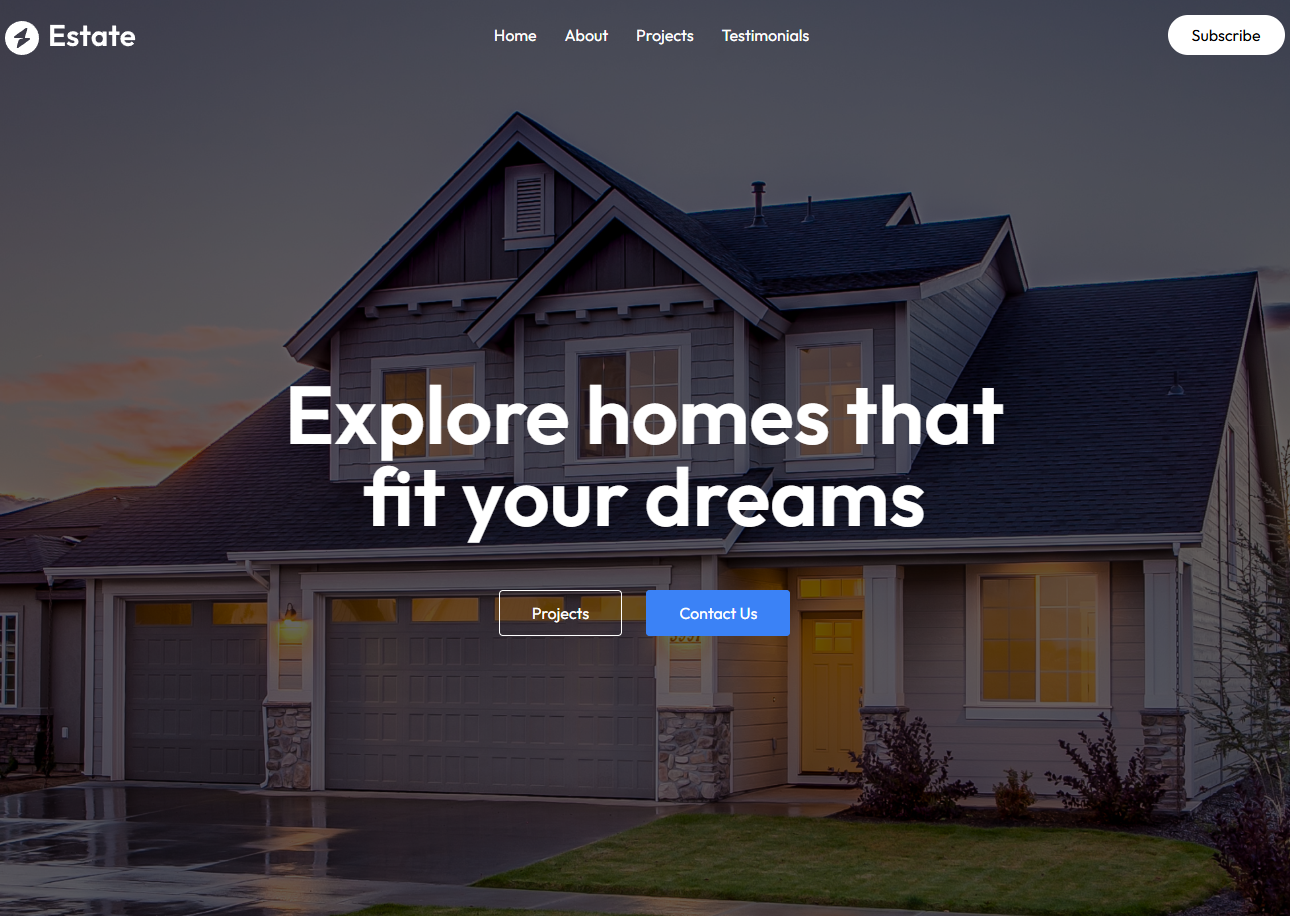 Estate
Home About Projects Testimonials
Subscribe
Explore homes that
fit your dreams
Projects
Contact Us